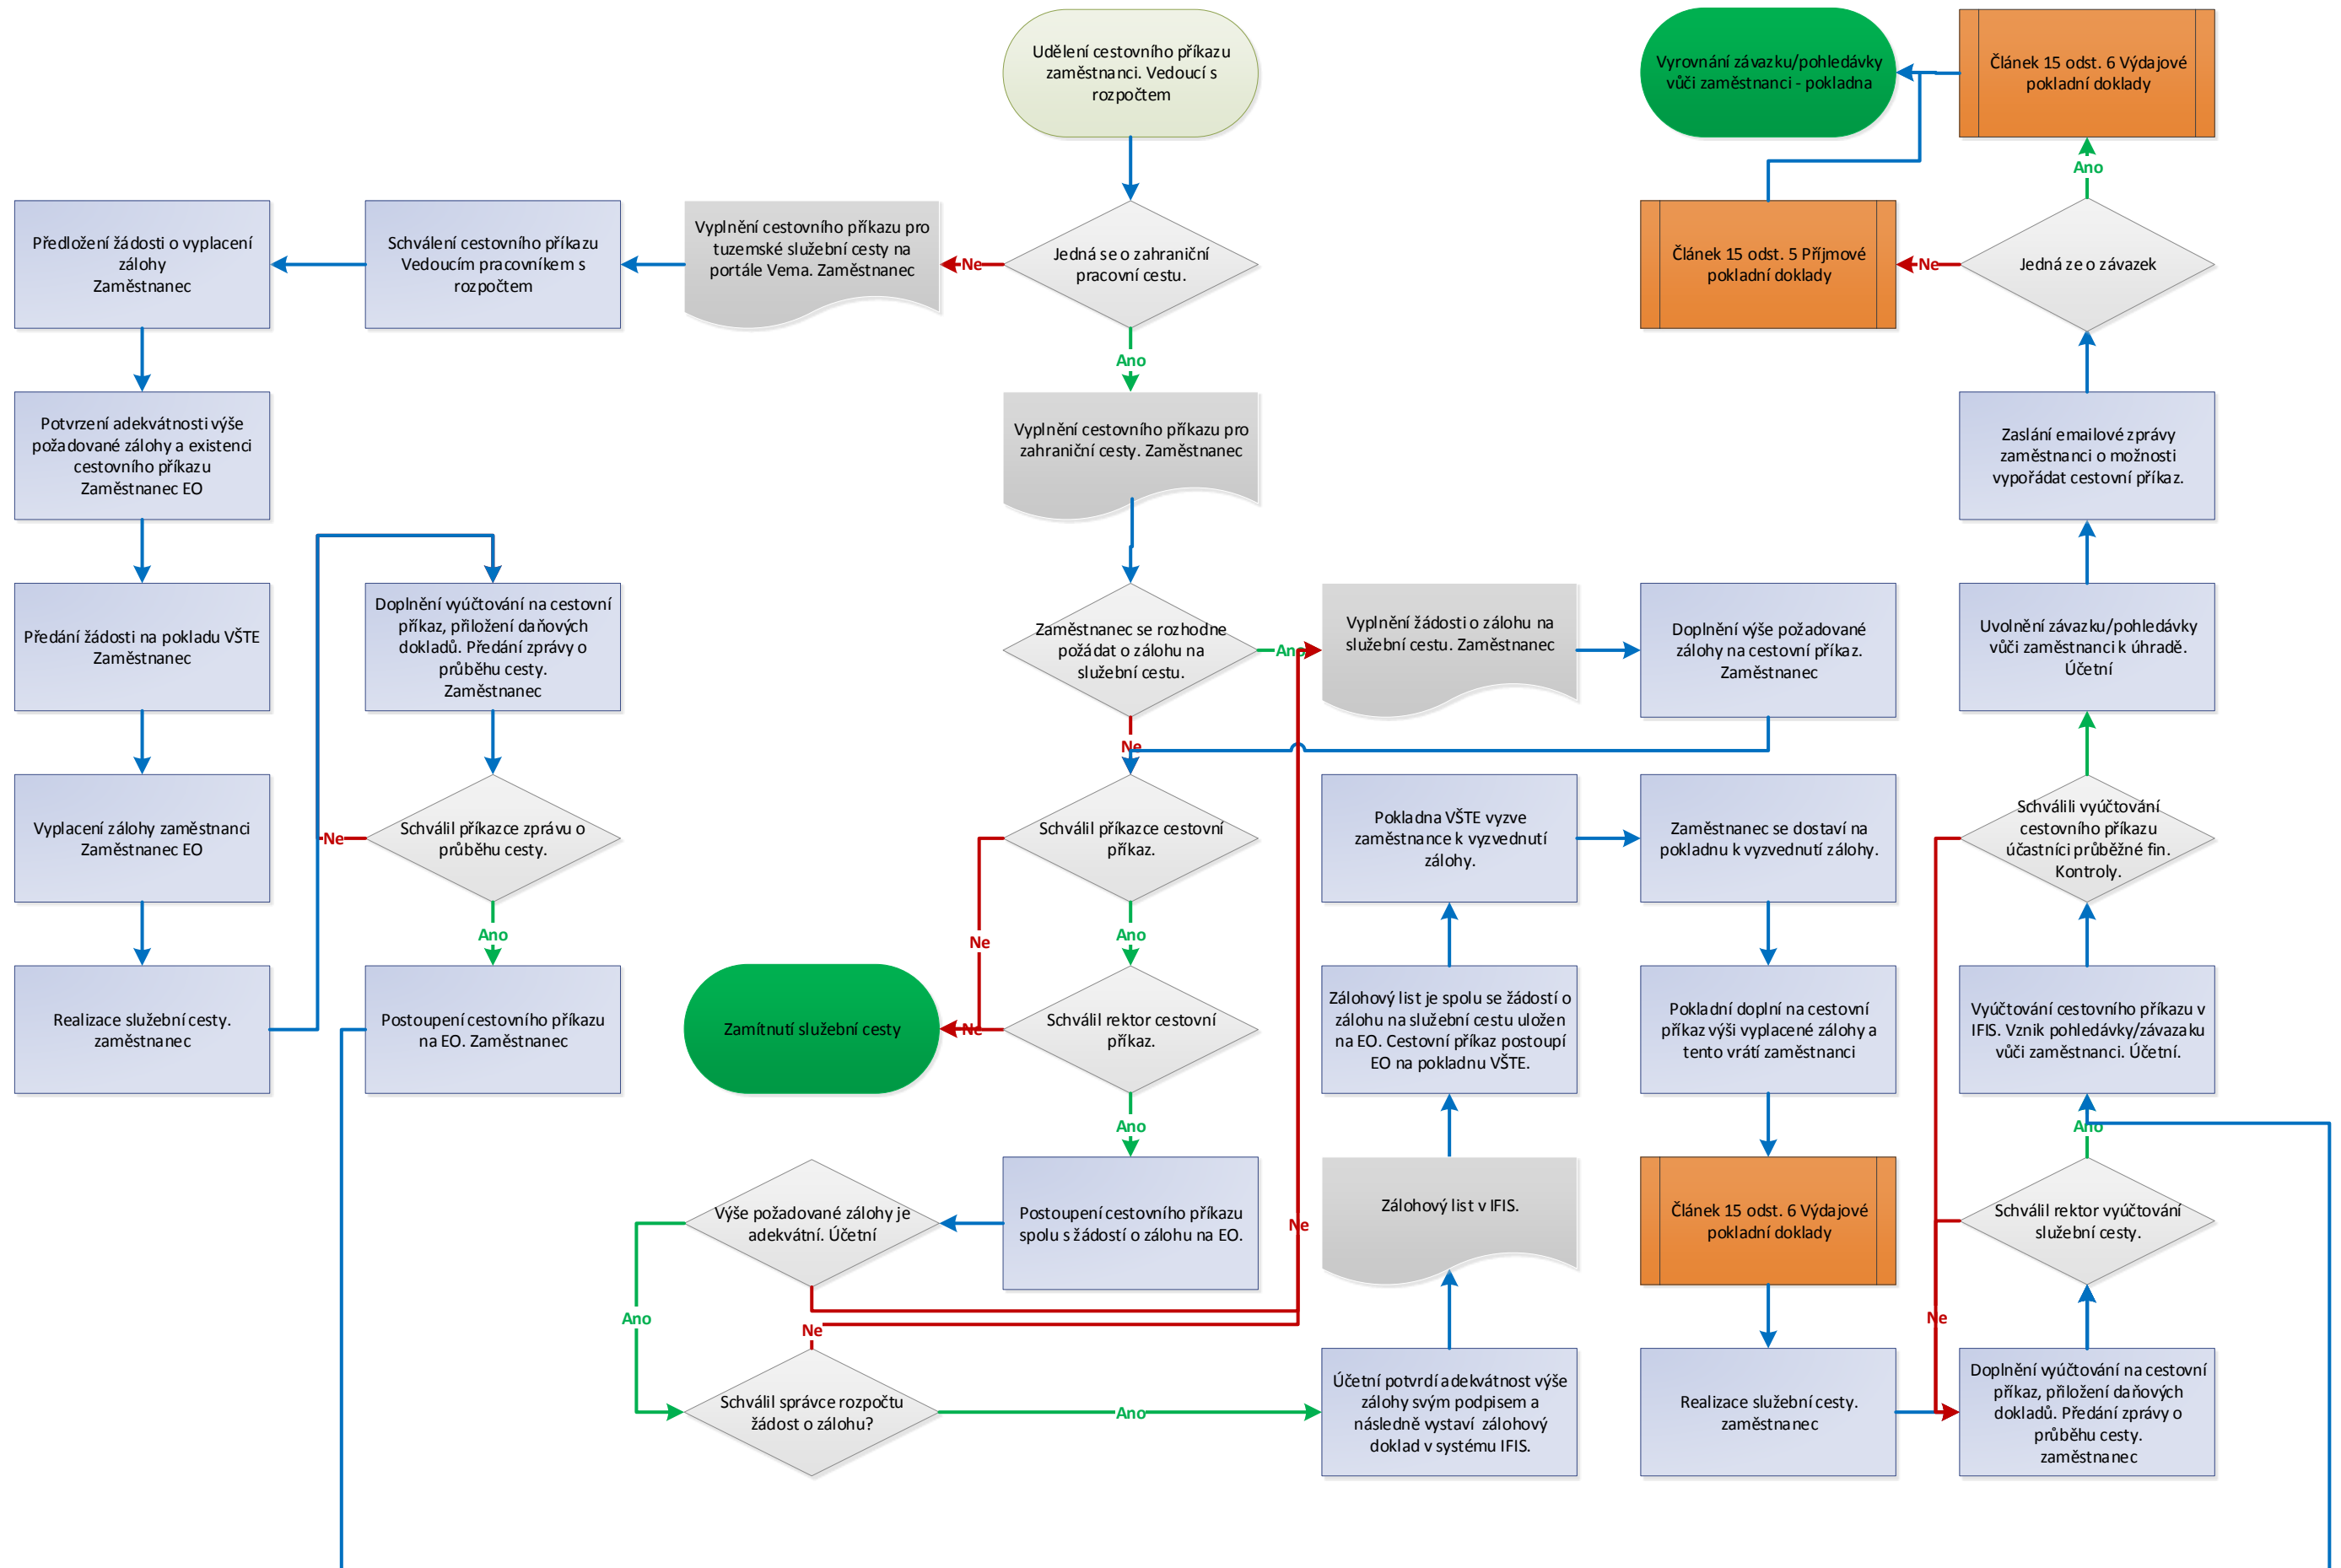 Udělení cestovního příkazu
zaměstnanci. Vedoucí s
rozpočtem
Vyrovnání závazku/pohledávky
vůči zaměstnanci - pokladna
Článek 15 odst. 6 Výdajové
pokladní doklady
Ano
Předložení žádosti o vyplacení
zálohy
Zaměstnanec
Schválení cestovního příkazu
Vedoucím pracovníkem s
rozpočtem
Vyplnění cestovního příkazu pro
tuzemské služební cesty na
portále Vema. Zaměstnanec
Ne
Jedná se o zahraniční
pracovní cestu.
Článek 15 odst. 5 Příjmové
pokladní doklady
Ne
Jedná ze o závazek
Ano
Potvrzení adekvátnosti výše
požadované zálohy a existenci
cestovního příkazu
Zaměstnanec EO
Vyplnění cestovního příkazu pro
zahraniční cesty. Zaměstnanec
Zaslání emailové zprávy
zaměstnanci o možnosti
vypořádat cestovní příkaz.
Předání žádosti na pokladu VŠTE
Zaměstnanec
Doplnění vyúčtování na cestovní
příkaz, přiložení daňových
dokladů. Předání zprávy o
průběhu cesty.
Zaměstnanec
Zaměstnanec se rozhodne
požádat o zálohu na
služební cestu.
Ano
Vyplnění žádosti o zálohu na
služební cestu. Zaměstnanec
Doplnění výše požadované
zálohy na cestovní příkaz.
Zaměstnanec
Uvolnění závazku/pohledávky
vůči zaměstnanci k úhradě.
Účetní
Ne
Vyplacení zálohy zaměstnanci
Zaměstnanec EO
Ne
Schválil příkazce zprávu o
průběhu cesty.
Schválil příkazce cestovní
příkaz.
Pokladna VŠTE vyzve
zaměstnance k vyzvednutí
zálohy.
Zaměstnanec se dostaví na
pokladnu k vyzvednutí zálohy.
Schválili vyúčtování
cestovního příkazu
účastníci průběžné fin.
Kontroly.
Ano
Ne
Ano
Realizace služební cesty.
zaměstnanec
Postoupení cestovního příkazu
na EO. Zaměstnanec
Zamítnutí služební cesty
Ne
Schválil rektor cestovní
příkaz.
Zálohový list je spolu se žádostí o
zálohu na služební cestu uložen
na EO. Cestovní příkaz postoupí
EO na pokladnu VŠTE.
Pokladní doplní na cestovní
příkaz výši vyplacené zálohy a
tento vrátí zaměstnanci
Vyúčtování cestovního příkazu v
IFIS. Vznik pohledávky/závazaku
vůči zaměstnanci. Účetní.
Ano
Ano
Výše požadované zálohy je
adekvátní. Účetní
Postoupení cestovního příkazu
spolu s žádostí o zálohu na EO.
Ne
Zálohový list v IFIS.
Článek 15 odst. 6 Výdajové
pokladní doklady
Schválil rektor vyúčtování
služební cesty.
Ano
Ne
Ne
Schválil správce rozpočtu
žádost o zálohu?
Ano
Účetní potvrdí adekvátnost výše
zálohy svým podpisem a
následně vystaví zálohový
doklad v systému IFIS.
Realizace služební cesty.
zaměstnanec
Doplnění vyúčtování na cestovní
příkaz, přiložení daňových
dokladů. Předání zprávy o
průběhu cesty.
zaměstnanec